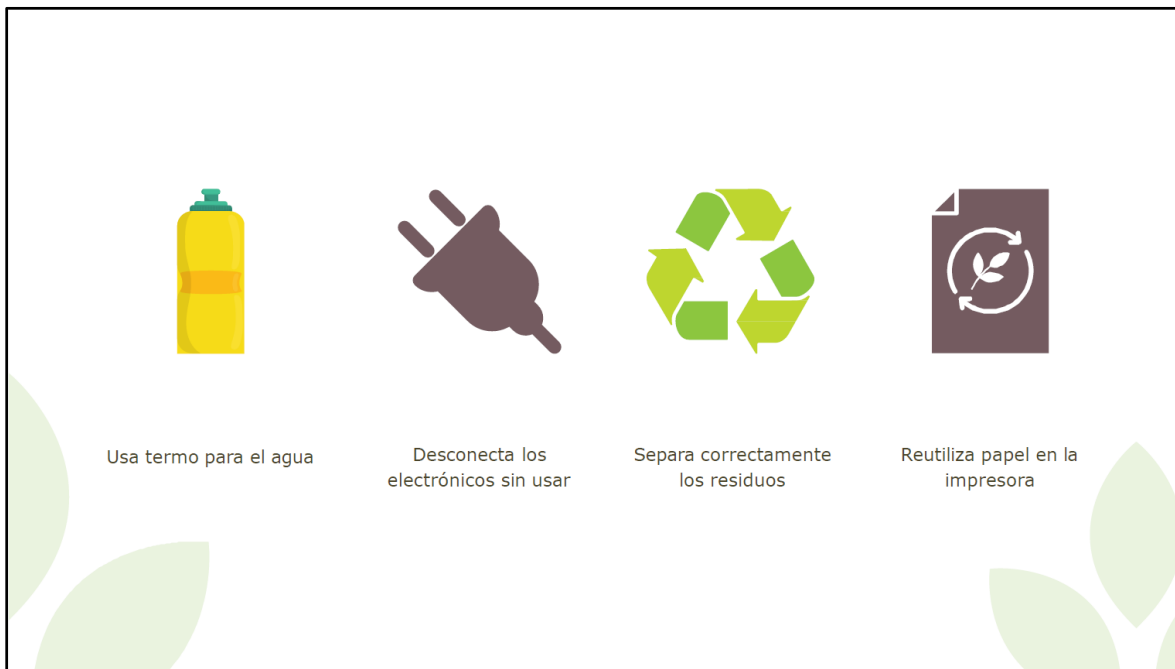 Usa termo para el agua
Desconecta los
electrónicos sin usar
Separa correctamente
los residuos
Reutiliza papel en la
impresora